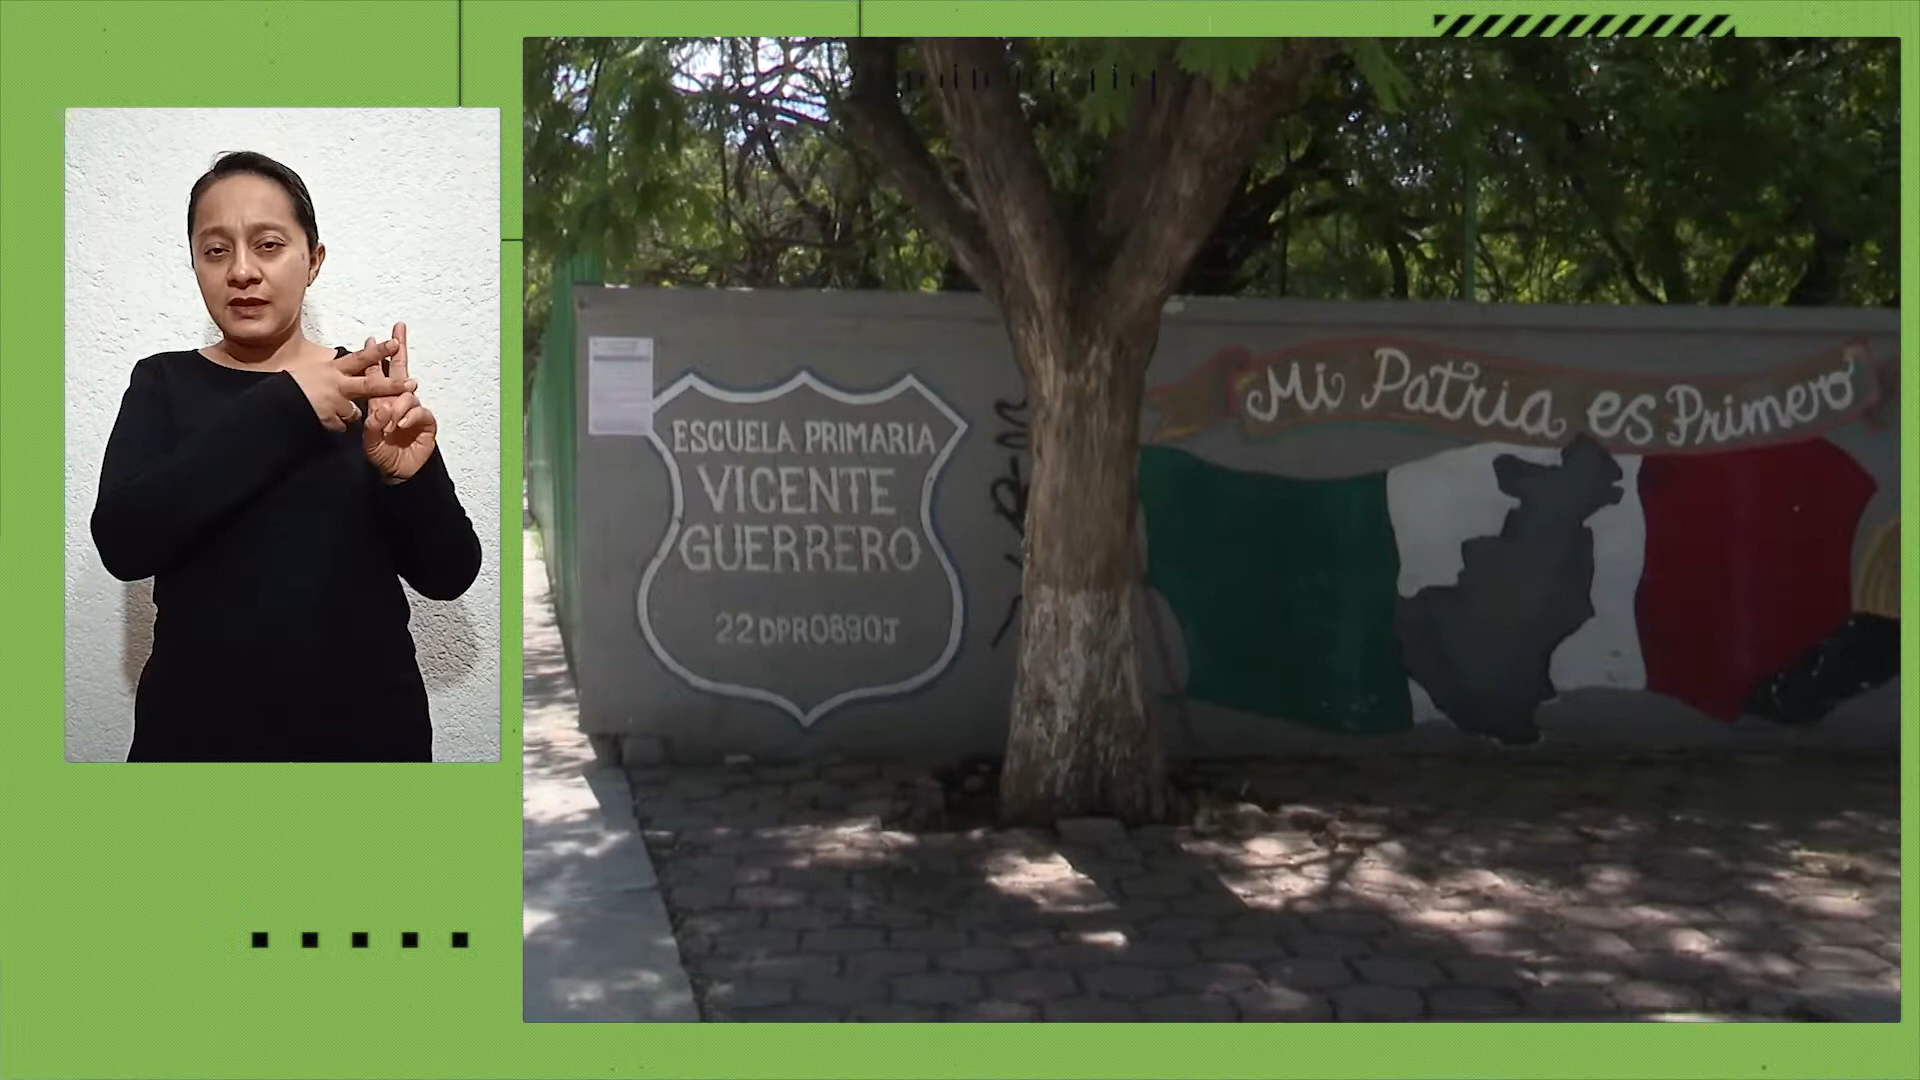 ESCUELA PRIMARIA
VICENTE
GUERRERO
22DPR0890J
Mi Patria es Primero